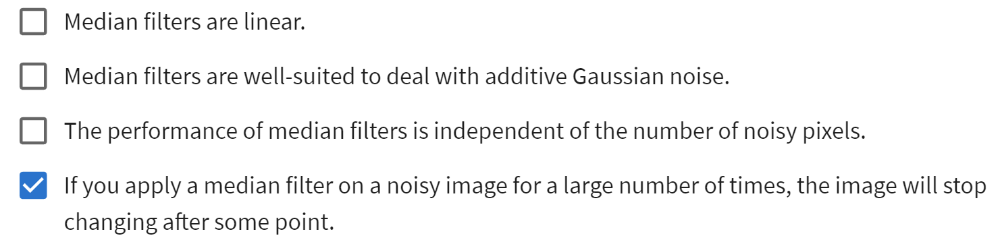 Median filters are linear.
Median filters are well-suited to deal with additive Gaussian noise.
The performance of median filters is independent of the number of noisy pixels.
If you apply a median filter on a noisy image for a large number of times, the image will stop
changing after some point.